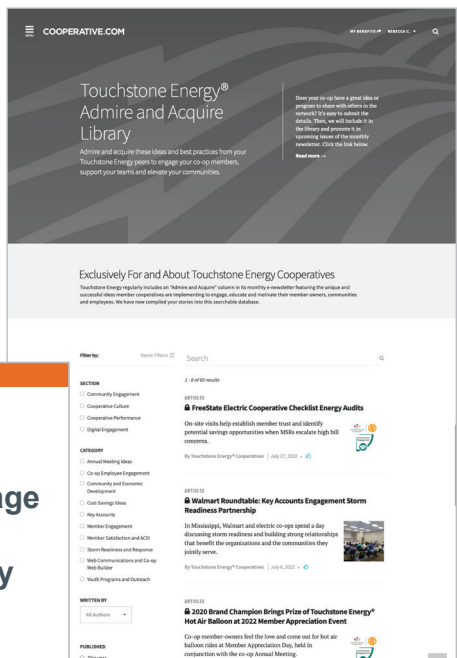 MENU
COOPERATIVE.COM
MY BENEFITS
REBECCA C.
Touchstone Energy®
Admire and Acquire
Library
Admire and acquire these ideas and best practices from your
Touchstone Energy peers to engage your co-op members,
support your teams and elevate your communities.
Does your co-op have a great idea or
program to share with others in the
network? It's easy to submit the
details. Then, we will include it in
the library and promote it in
upcoming issues of the monthly
newsletter. Click the link below.
Read more →
Exclusively For and About Touchstone Energy Cooperatives
Touchstone Energy regularly includes an "Admire and Acquire" column in its monthly e-newsletter featuring the unique and
successful ideas member cooperatives are implementing to engage, educate and motivate their member-owners, communities
and employees. We have now compiled your stories into this searchable database.
Filter by:
Reset Filters
SECTION
Community Engagement
Cooperative Culture
Cooperative Performance
Digital Engagement
CATEGORY
Annual Meeting Ideas
Co-op Employee Engagement
Community and Economic
Development
Cost-Savings Ideas
Key Accounts
Member Engagement
Member Satisfaction and ACSI
Storm Readiness and Response
Web Communications and Co-op
Web Builder
Youth Programs and Outreach
WRITTEN BY
All Authors
PUBLISHED
Search
1 - 8 of 69 results
ARTICLES
FreeState Electric Cooperative Checklist Energy Audits
On-site visits help establish member trust and identify
potential savings opportunities when MSRs escalate high bill
concerns.
By Touchstone Energy® Cooperatives | July 27, 2022 •
ARTICLES
Walmart Roundtable: Key Accounts Engagement Storm
Readiness Partnership
In Mississippi, Walmart and electric co-ops spend a day
discussing storm readiness and building strong relationships
that benefit the organizations and the communities they
jointly serve.
By Touchstone Energy® Cooperatives | July 6, 2022 •
ARTICLES
2020 Brand Champion Brings Prize of Touchstone Energy®
Hot Air Balloon at 2022 Member Appreciation Event
Co-op member-owners feel the love and come out for hot air
balloon rides at Member Appreciation Day, held in
conjunction with the co-op Annual Meeting.